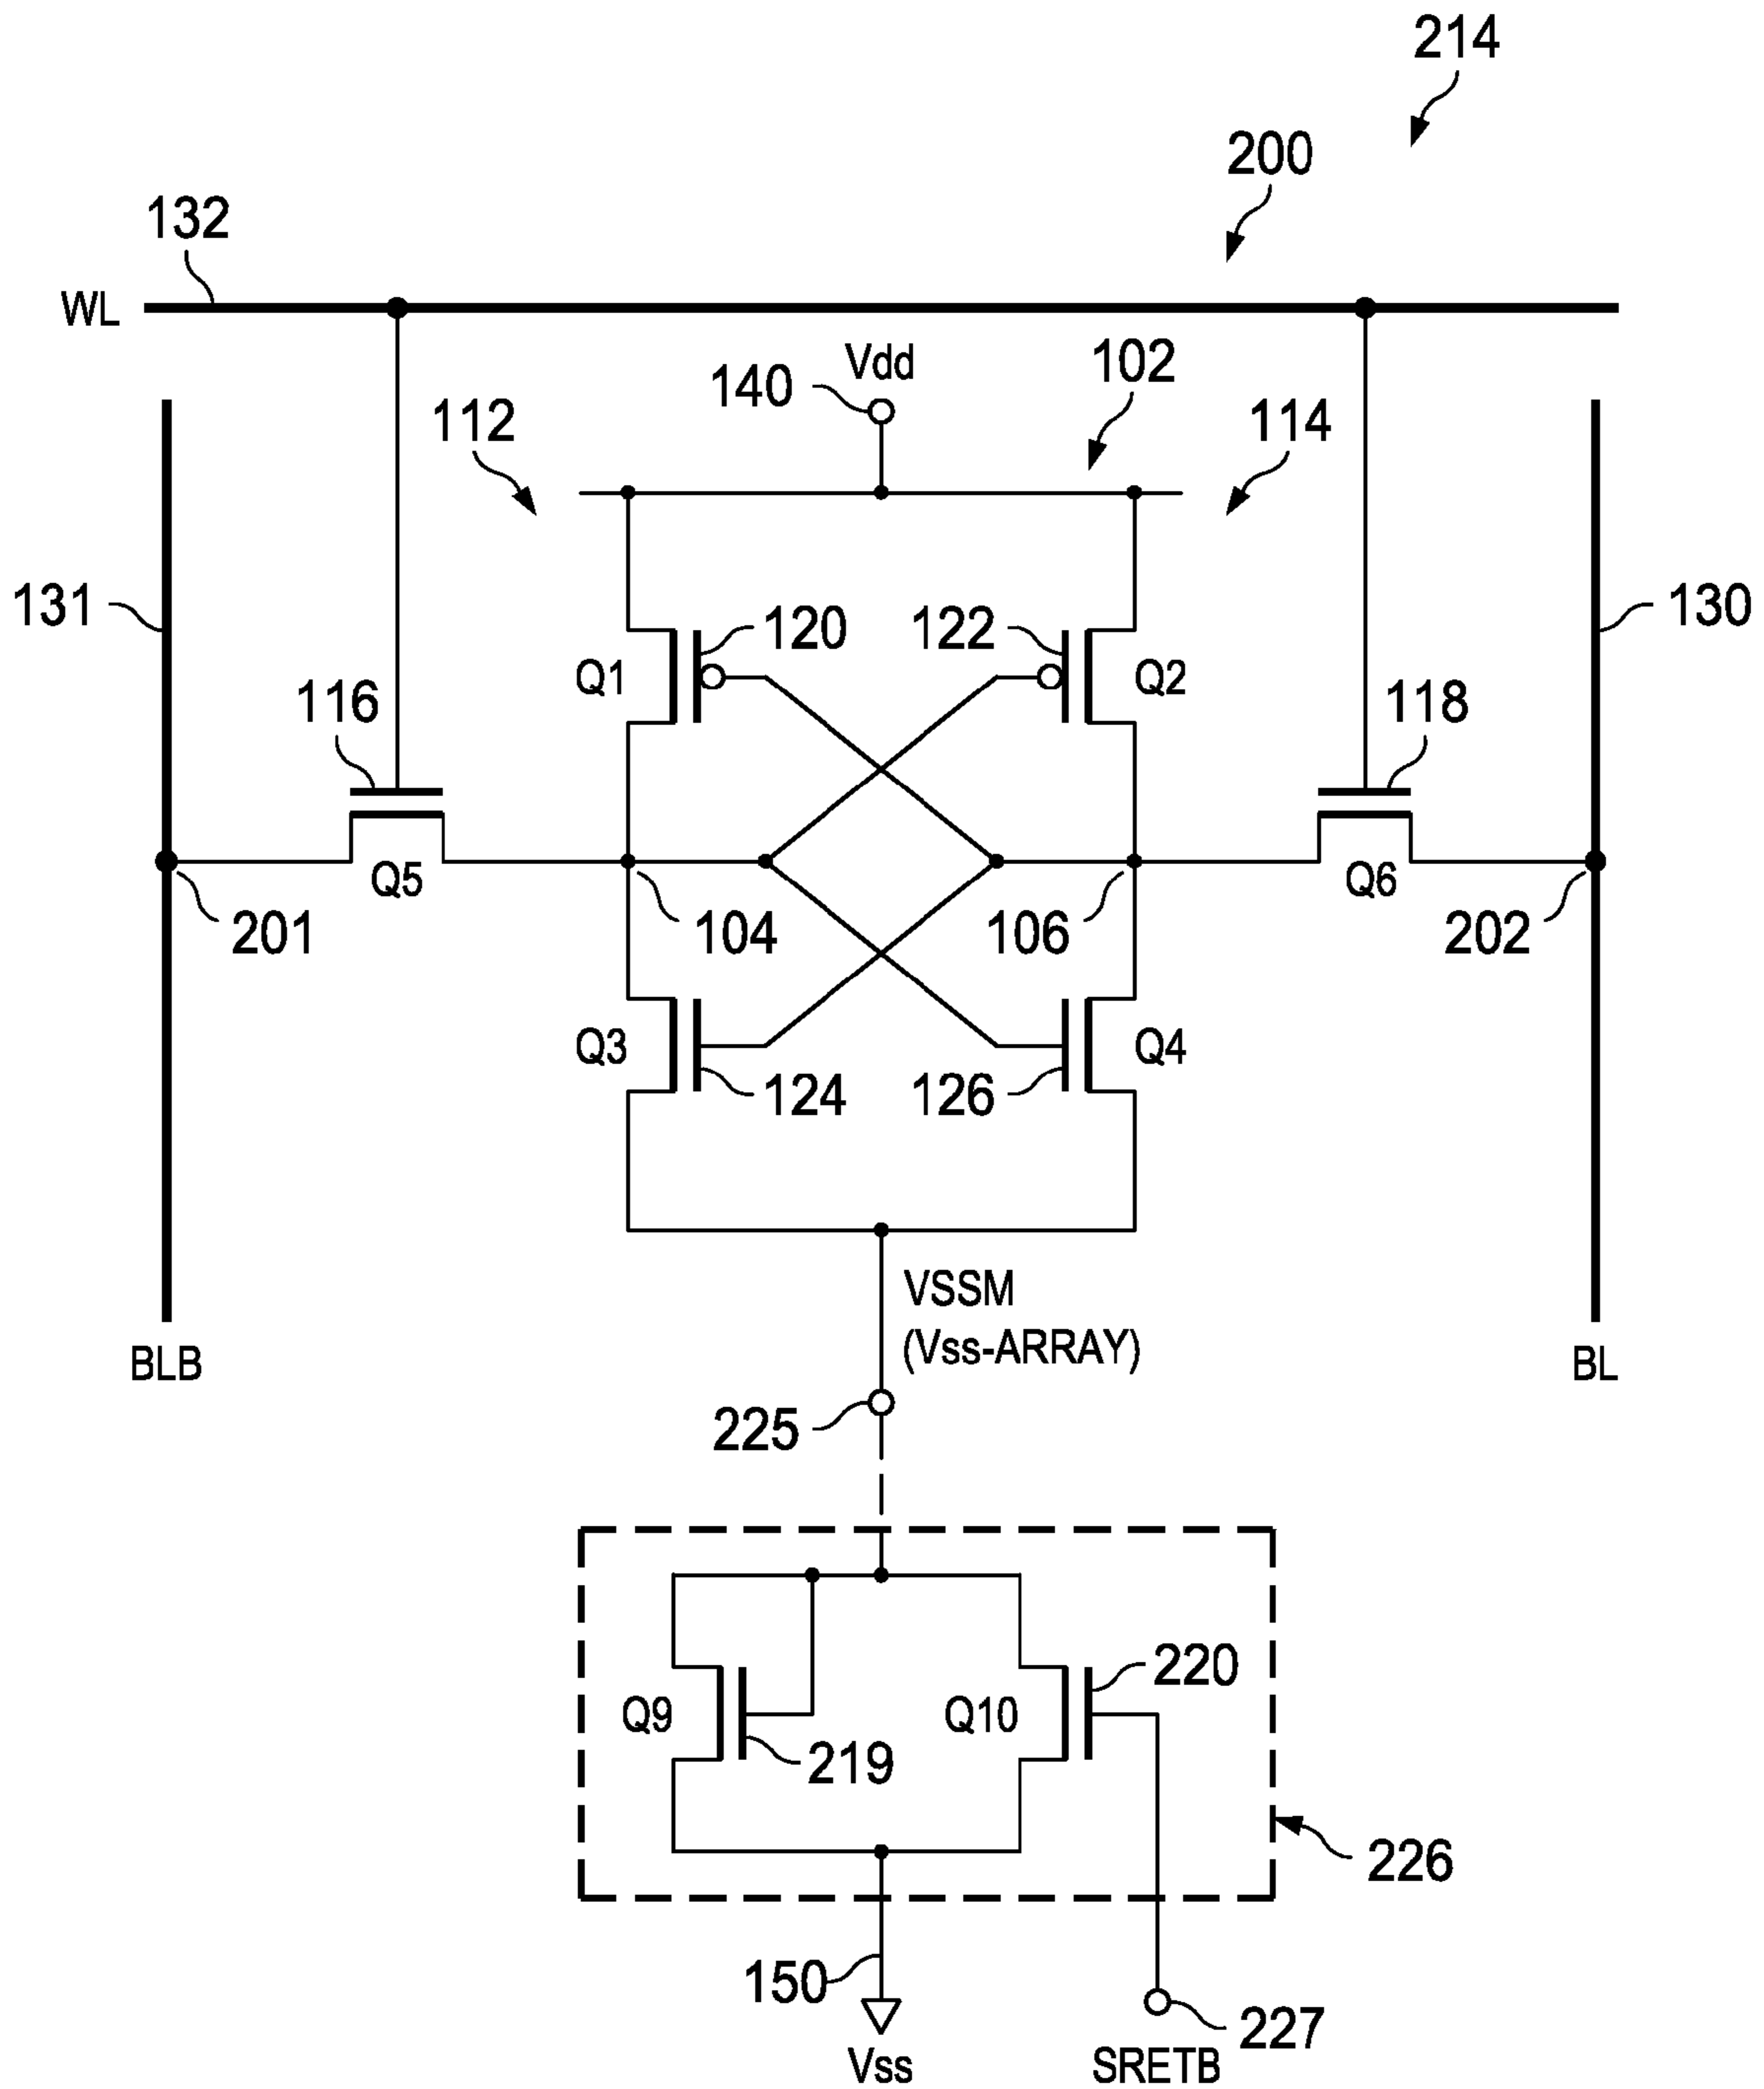 214
200
132
WL
Vdd
140
102
112
114
131
130
120
122
Q1
Q2
116
118
Q5
Q6
201
104
106
202
Q3
Q4
124
126
VSSM
(Vss-ARRAY)
BLB
BL
225
220
Q9
Q10
219
226
150
227
Vss
SRETB